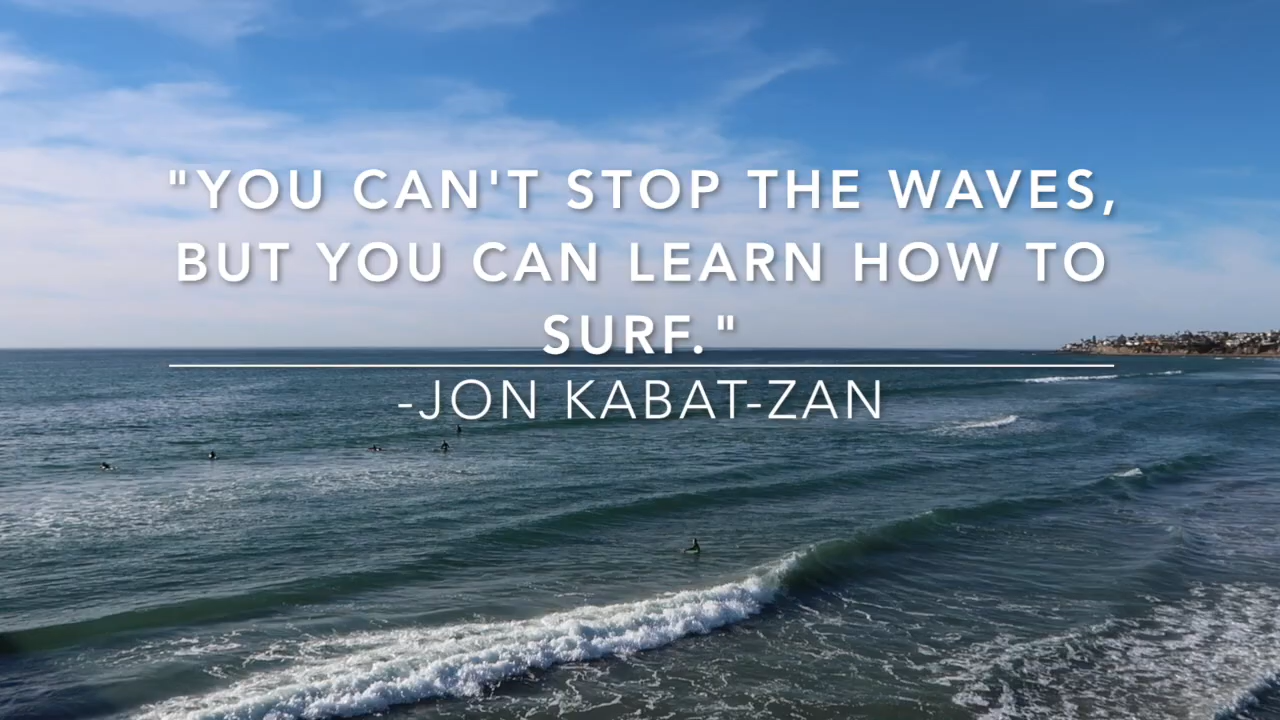 "YOU CAN'T STOP THE WAVES,
BUT YOU CAN LEARN HOW TO
SURF."
-JON KABAT-ZAN